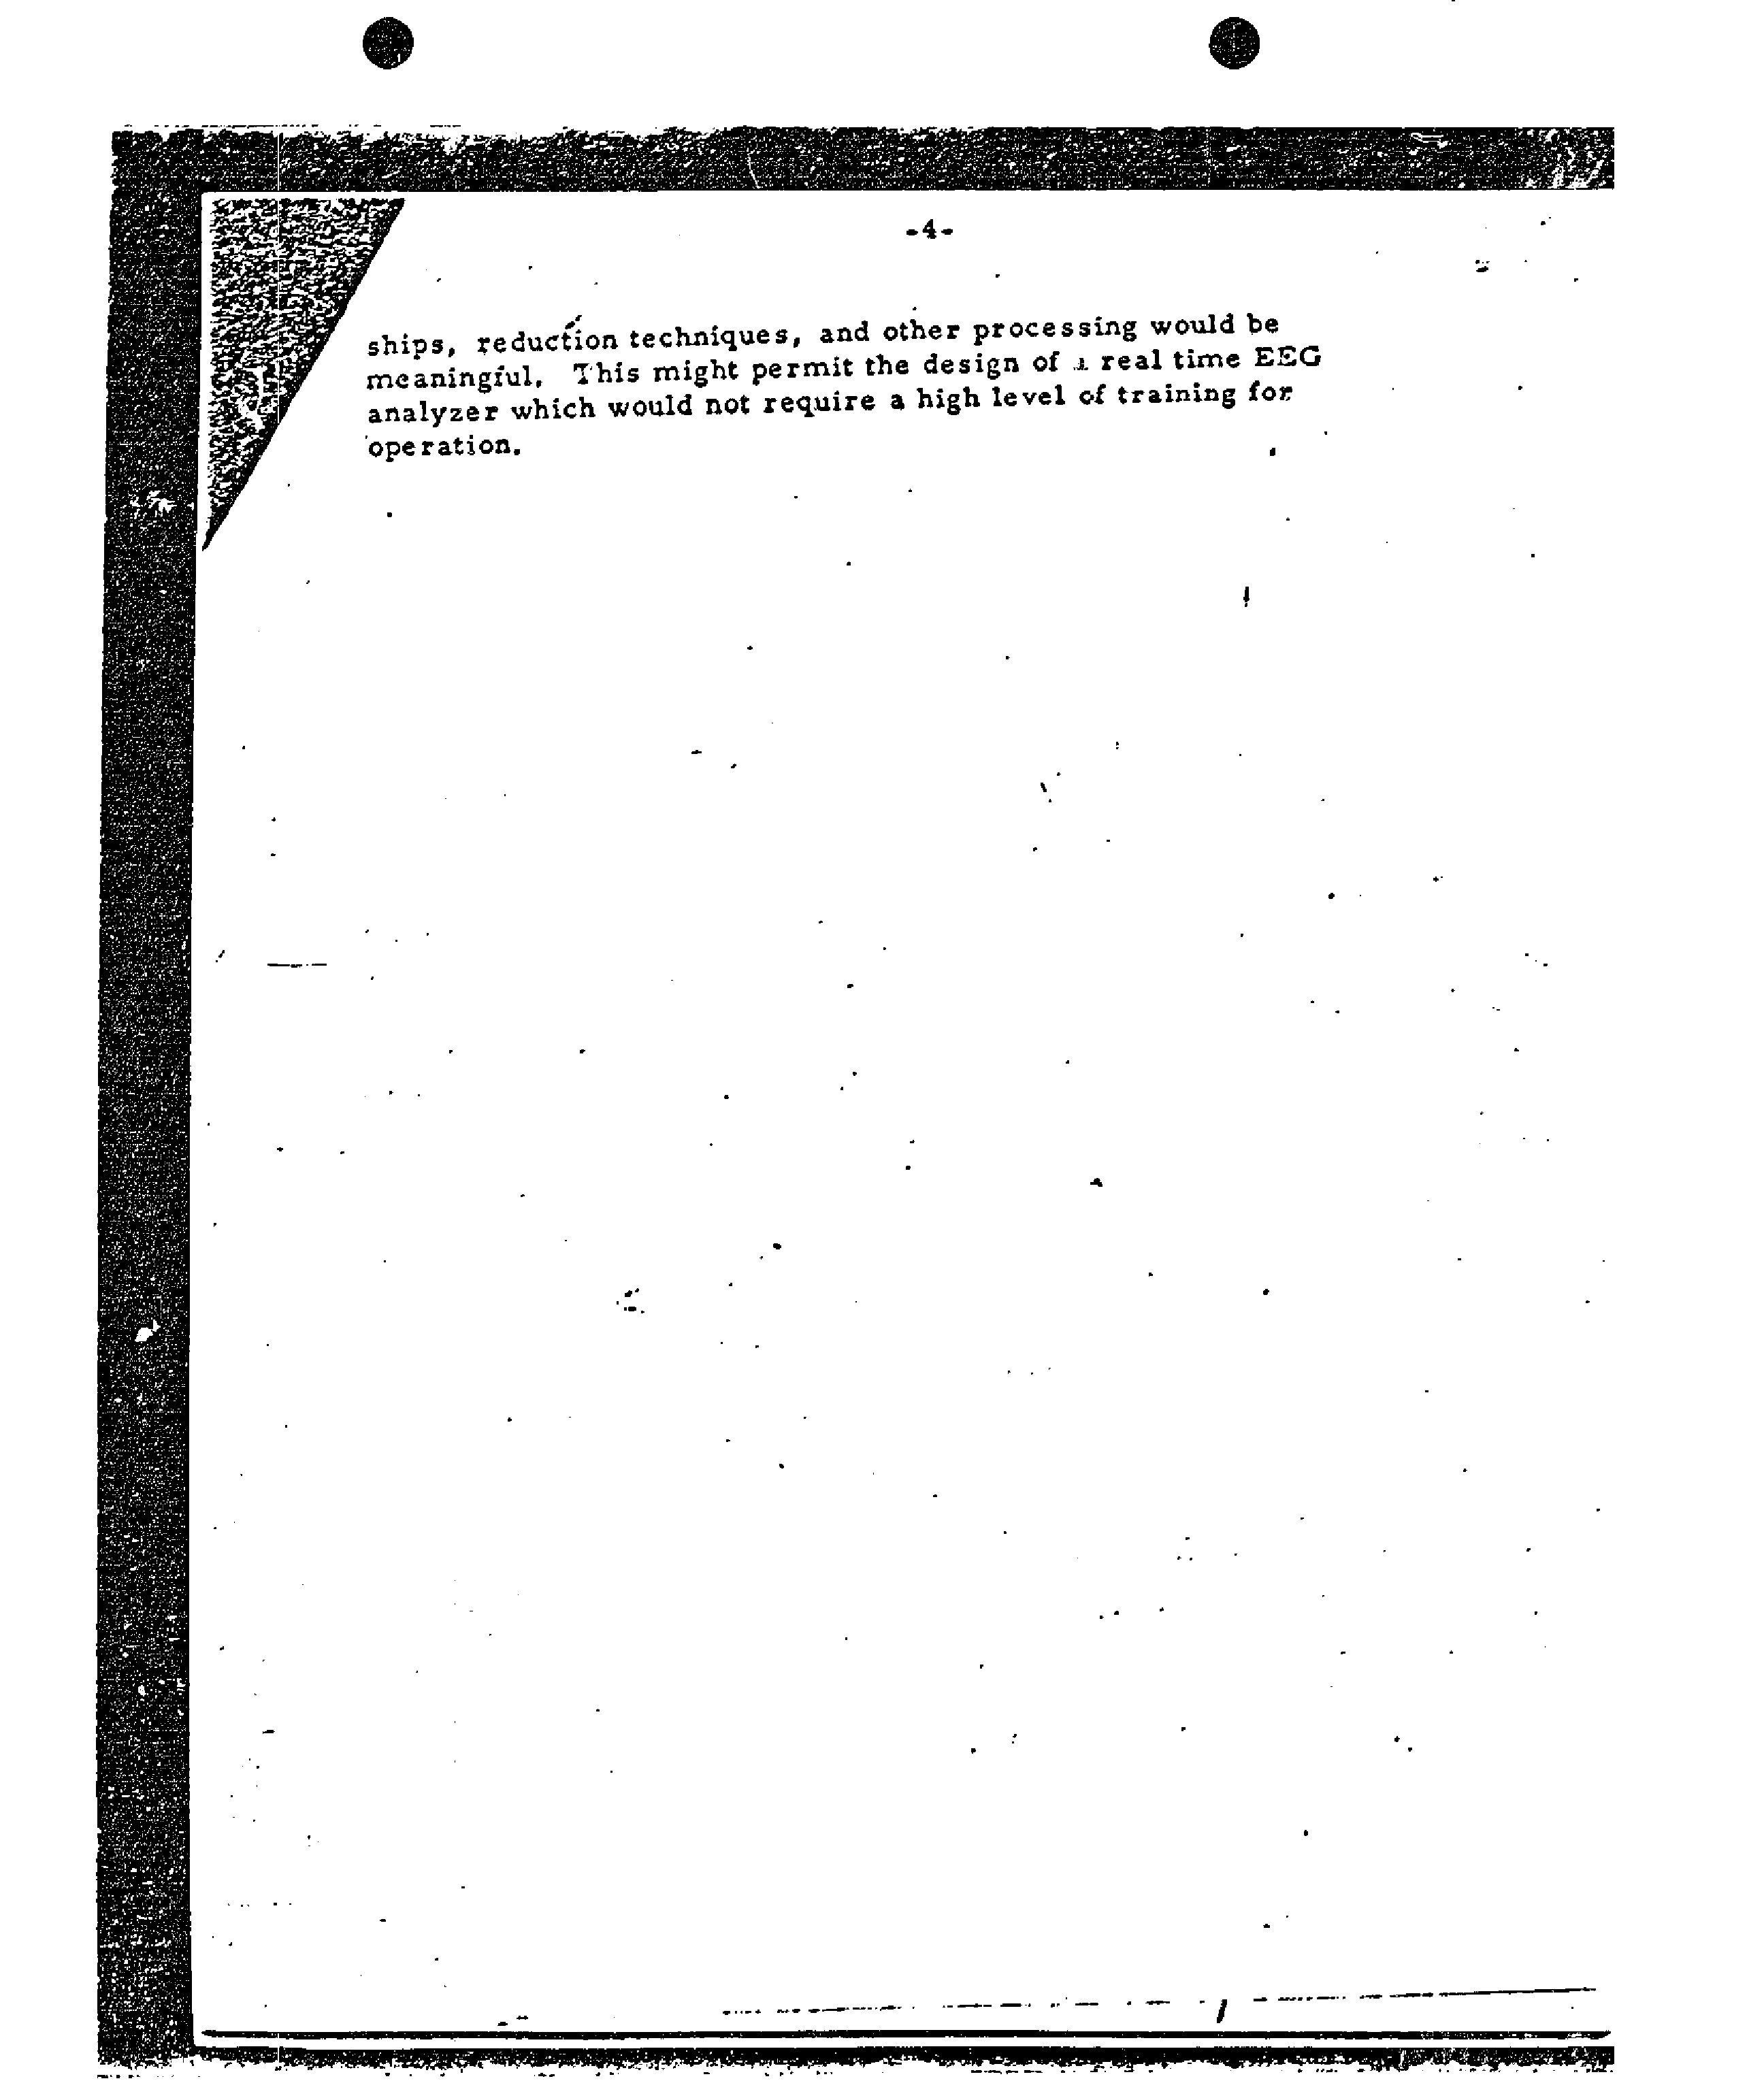 -4-
ships, reduction techniques, and other processing would be
meaningful. This might permit the design of a real time EEG
analyzer which would not require a high level of training for
operation.